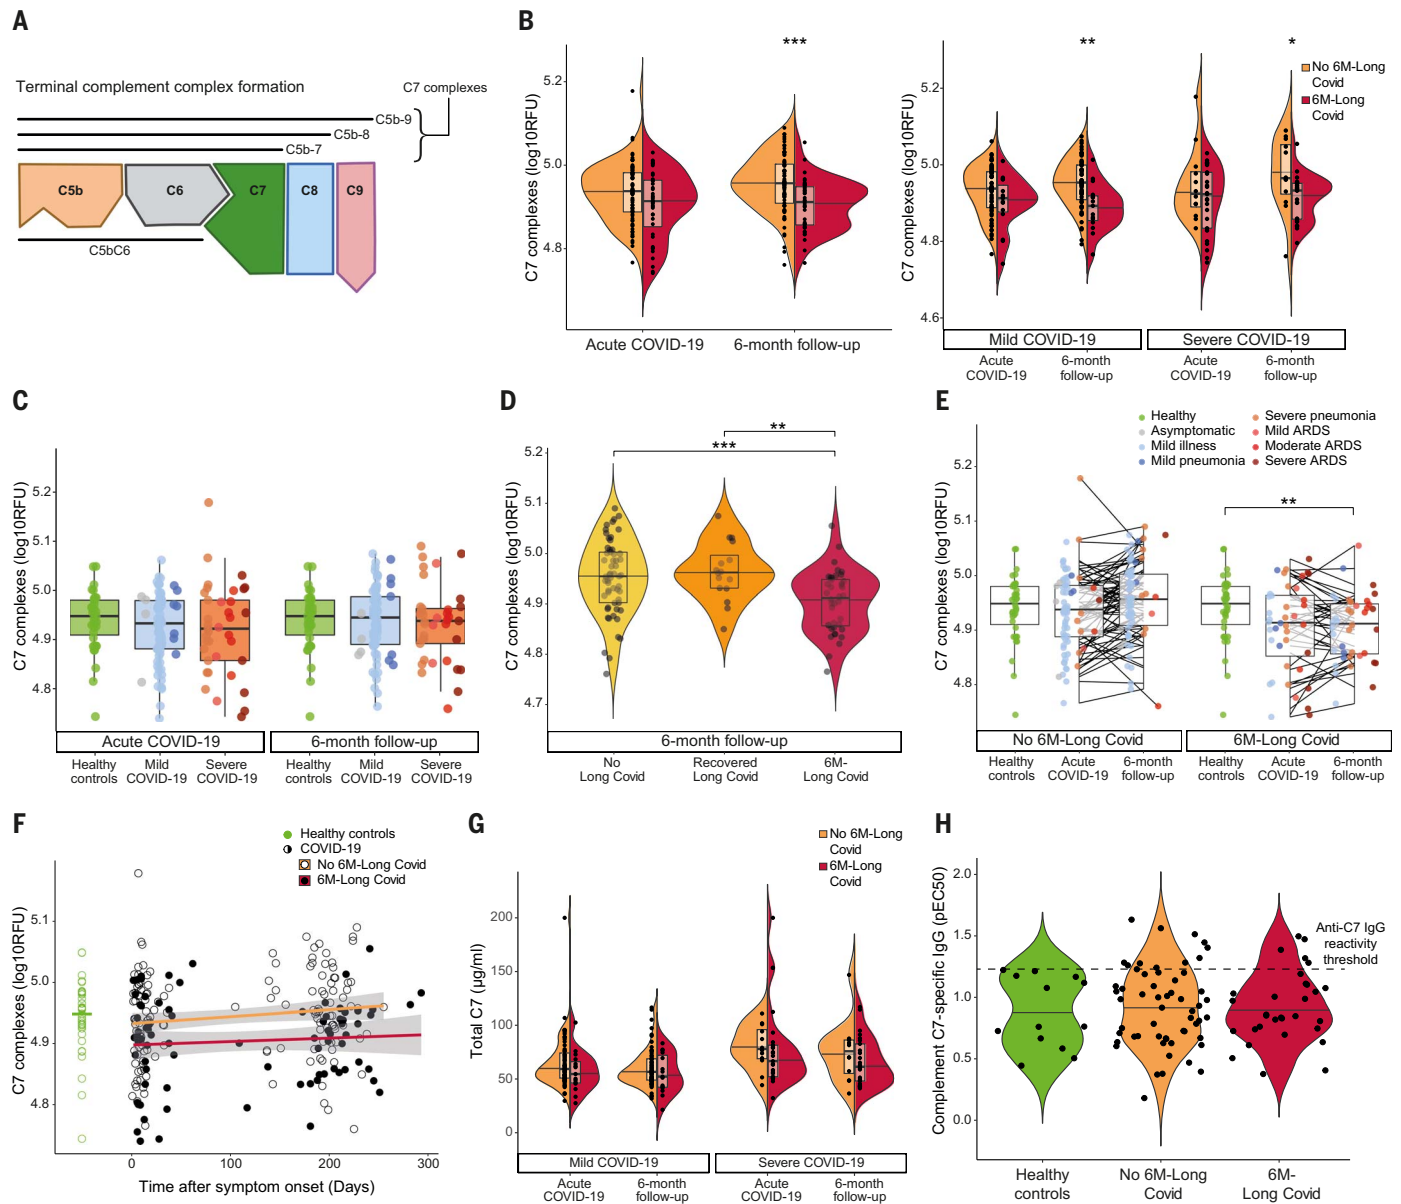 A
Terminal complement complex formation
C7 complexes
C5b-9
C5b-8
C5b-7
C5b
C6
C7
C8
C9
C5bC6
B
C7 complexes (log10RFU)
5.2
5.0
4.8
***
Acute COVID-19
6-month follow-up
C7 complexes (log10RFU)
5.2
5.0
4.8
4.6
**
*
No 6M-Long
Covid
6M-Long
Covid
Mild COVID-19
Severe COVID-19
Acute
COVID-19
6-month
follow-up
Acute
COVID-19
6-month
follow-up
C
C7 complexes (log10RFU)
5.2
5.1
5.0
4.9
4.8
Acute COVID-19
6-month follow-up
Healthy
controls
Mild
COVID-19
Severe
COVID-19
Healthy
controls
Mild
COVID-19
Severe
COVID-19
D
C7 complexes (log10RFU)
5.2
5.1
5.0
4.9
4.8
4.7
**
***
6-month follow-up
No
Long Covid
Recovered
Long Covid
6M-
Long Covid
E
Healthy
Asymptomatic
Mild illness
Mild pneumonia
Severe pneumonia
Mild ARDS
Moderate ARDS
Severe ARDS
C7 complexes (log10RFU)
5.2
5.1
5.0
4.9
4.8
**
No 6M-Long Covid
6M-Long Covid
Healthy
controls
Acute
COVID-19
6-month
follow-up
Healthy
controls
Acute
COVID-19
6-month
follow-up
F
Healthy controls
COVID-19
No 6M-Long Covid
6M-Long Covid
C7 complexes (log10RFU)
5.1
5.0
4.9
4.8
0
100
200
300
Time after symptom onset (Days)
G
No 6M-Long
Covid
6M-Long
Covid
Total C7 (µg/ml)
200
150
100
50
0
Mild COVID-19
Severe COVID-19
Acute
COVID-19
6-month
follow-up
Acute
COVID-19
6-month
follow-up
H
Complement C7-specific IgG (pEC50)
2.0
1.5
1.0
0.5
0.0
Anti-C7 IgG
reactivity
threshold
Healthy
controls
No 6M-Long
Covid
6M-
Long Covid